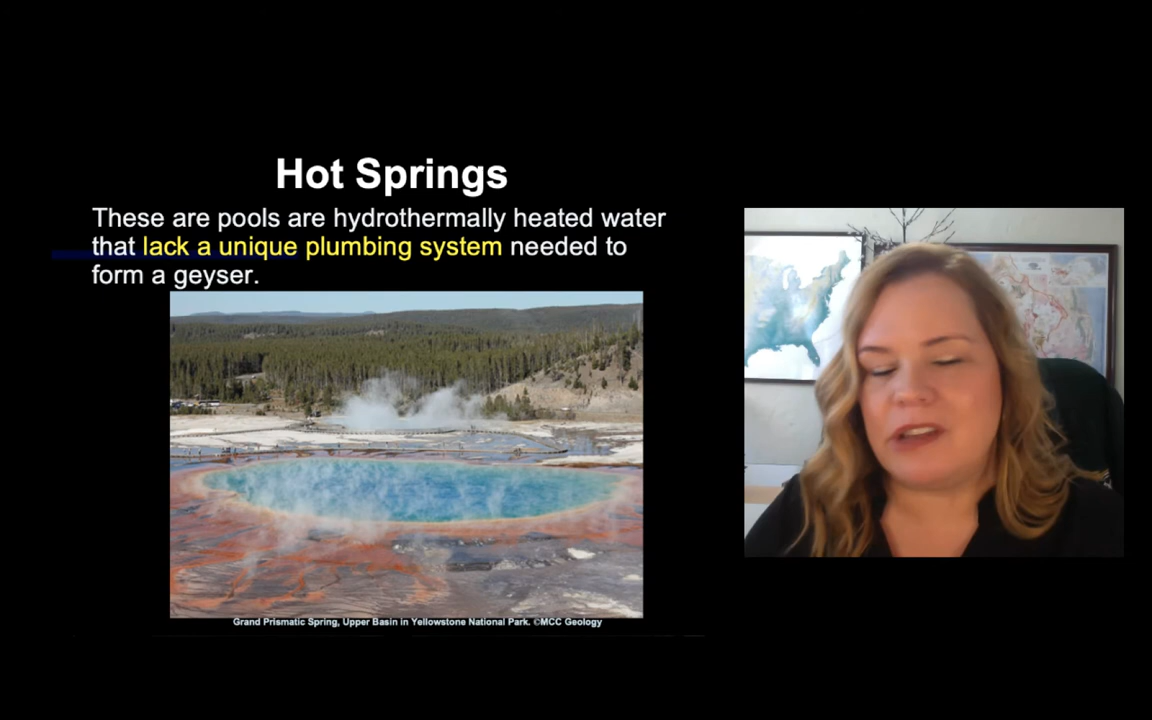 Hot Springs
These are pools are hydrothermally heated water
that lack a unique plumbing system needed to
form a geyser.
Grand Prismatic Spring, Upper Basin in Yellowstone National Park. ©MCC Geology